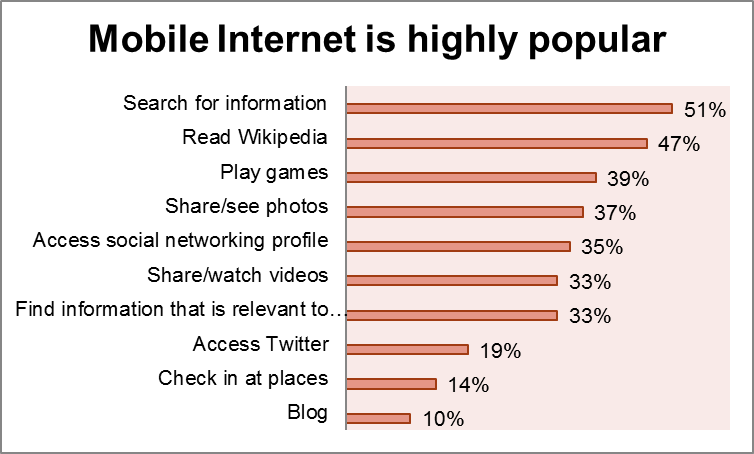 Mobile Internet is highly popular
Search for information 51%
Read Wikipedia 47%
Play games 39%
Share/see photos 37%
Access social networking profile 35%
Share/watch videos 33%
Find information that is relevant to… 33%
Access Twitter 19%
Check in at places 14%
Blog 10%